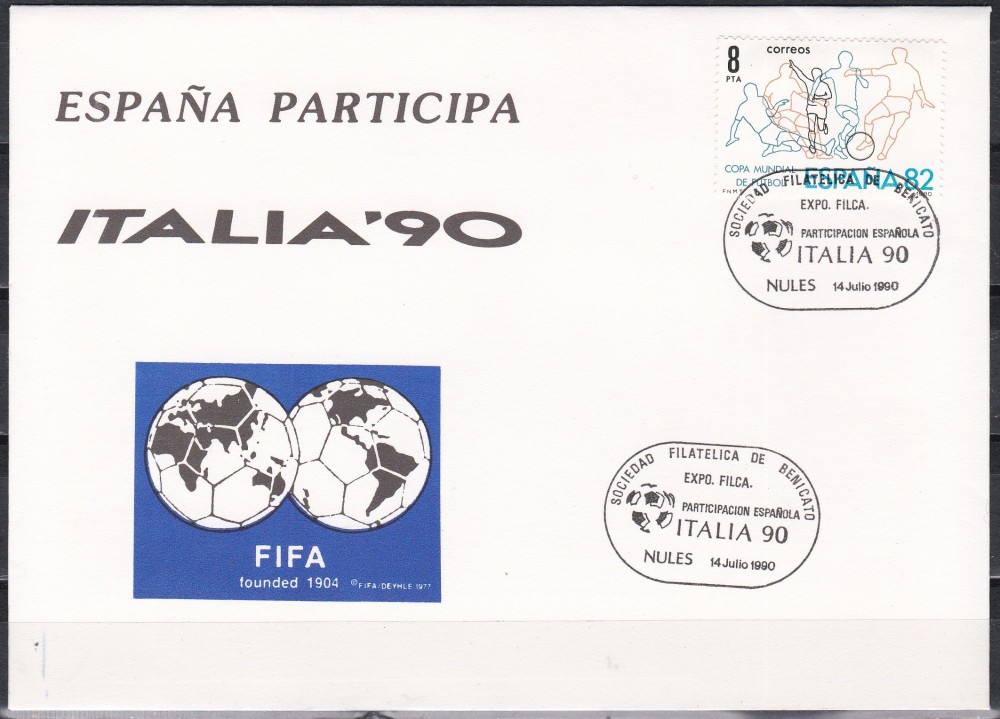 ESPAÑA PARTICIPA
ITALIA'90
8
PTA
correos
COPA MUNDIAL
DE FUTBOL
ESPAÑA 82
1980
SOCIEDAD FILATELICA DE BENICATO
EXPO. FILCA.
PARTICIPACION ESPAÑOLA
ITALIA 90
NULES 14 Julio 1990
FIFA
founded 1904 ©FIFA/DEYHLE 1977
SOCIEDAD FILATELICA DE BENICATO
EXPO. FILCA.
PARTICIPACION ESPAÑOLA
ITALIA 90
NULES 14 Julio 1990